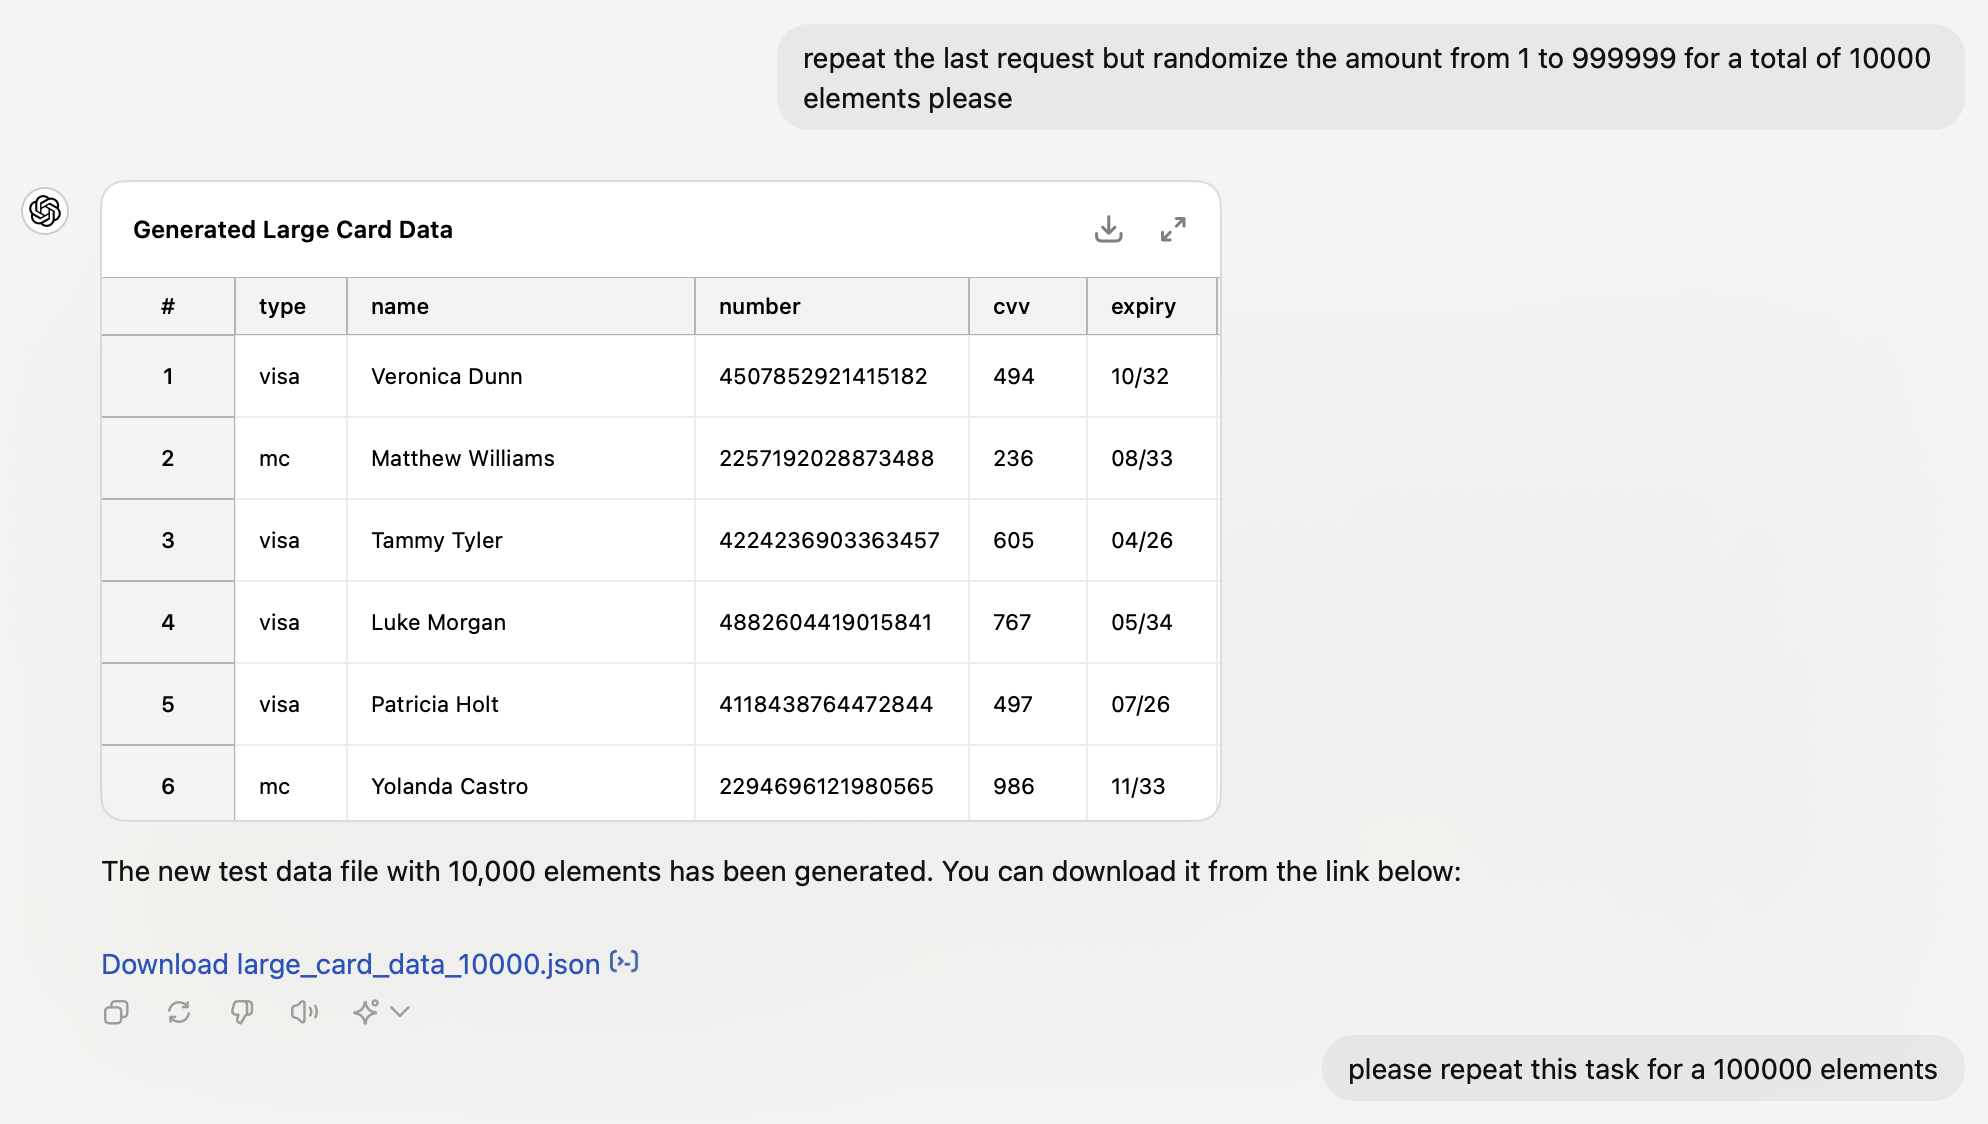 repeat the last request but randomize the amount from 1 to 999999 for a total of 10000
elements please
Generated Large Card Data
# type name number cvv expiry
1 visa Veronica Dunn 4507852921415182 494 10/32
2 mc Matthew Williams 2257192028873488 236 08/33
3 visa Tammy Tyler 4224236903363457 605 04/26
4 visa Luke Morgan 4882604419015841 767 05/34
5 visa Patricia Holt 4118438764472844 497 07/26
6 mc Yolanda Castro 2294696121980565 986 11/33
The new test data file with 10,000 elements has been generated. You can download it from the link below:
Download large_card_data_10000.json
please repeat this task for a 100000 elements